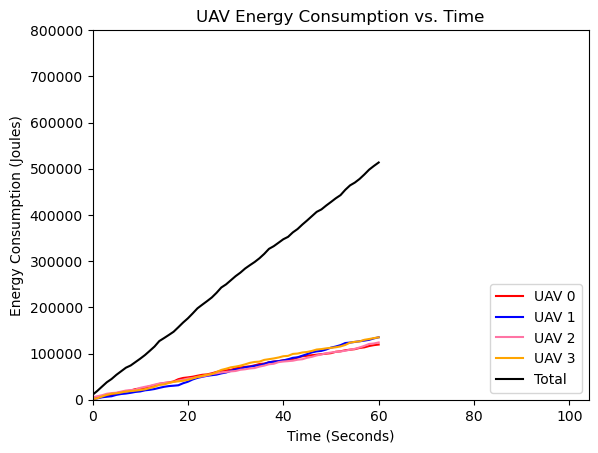 UAV Energy Consumption vs. Time
Energy Consumption (Joules)
800000
700000
600000
500000
400000
300000
200000
100000
0
0 20 40 60 80 100
Time (Seconds)
UAV 0
UAV 1
UAV 2
UAV 3
Total